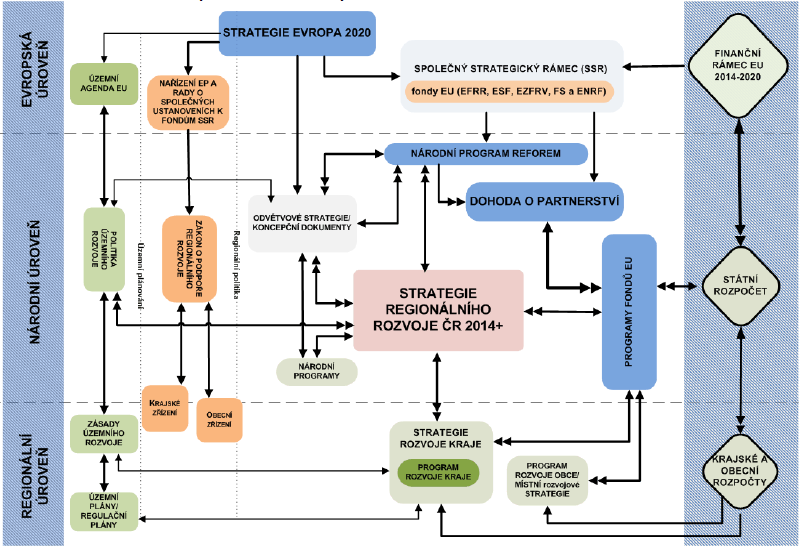 EVROPSKÁ
ÚROVEŇ
STRATEGIE EVROPA 2020
ÚZEMNÍ
AGENDA EU
NAŘÍZENÍ EP A
RADY O
SPOLEČNÝCH
USTANOVENÍCH K
FONDŮM SSR
SPOLEČNÝ STRATEGICKÝ RÁMEC (SSR)
fondy EU (EFRR, ESF, EZFRV, FS a ENRF)
FINANČNÍ
RÁMEC EU
2014-2020
NÁRODNÍ ÚROVEŇ
NÁRODNÍ PROGRAM REFOREM
DOHODA O PARTNERSTVÍ
ODVĚTVOVÉ STRATEGIE/
KONCEPČNÍ DOKUMENTY
POLITIKA
ÚZEMNÍHO
ROZVOJE
Územní plánování
ZÁKON O PODPOŘE
REGIONÁLNÍHO
ROZVOJE
Regionální politika
STRATEGIE
REGIONÁLNÍHO
ROZVOJE ČR 2014+
PROGRAMY FONDŮ EU
STÁTNÍ
ROZPOČET
NÁRODNÍ
PROGRAMY
KRAJSKÉ
ZŘÍZENÍ
OBECNÍ
ZŘÍZENÍ
REGIONÁLNÍ
ÚROVEŇ
ZÁSADY
ÚZEMNÍHO
ROZVOJE
STRATEGIE
ROZVOJE KRAJE
PROGRAM
ROZVOJE KRAJE
PROGRAM
ROZVOJE OBCE/
MÍSTNÍ rozvojové
STRATEGIE
KRAJSKÉ A
OBECNÍ
ROZPOČTY
ÚZEMNÍ
PLÁNY/
REGULAČNÍ
PLÁNY